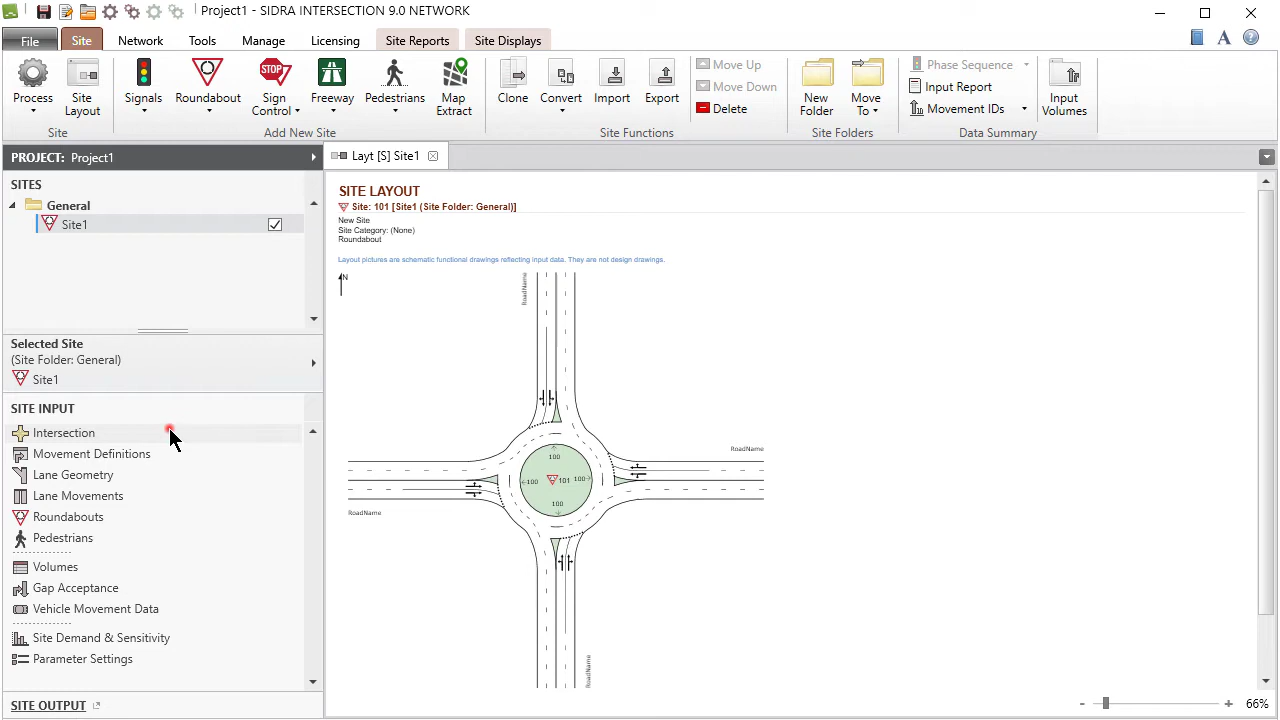 Project1 - SIDRA INTERSECTION 9.0 NETWORK
File Site Network Tools Manage Licensing Site Reports Site Displays
Process Site Layout Signals Roundabout Sign Control Freeway Pedestrians Map Extract Clone Convert Import Export Move Up Move Down Delete New Folder Move To Phase Sequence Input Report Movement IDs Input Volumes
Site Add New Site Site Functions Site Folders Data Summary
PROJECT: Project1
Layt [S] Site1
SITES
General
Site1
Selected Site
(Site Folder: General)
Site1
SITE INPUT
Intersection
Movement Definitions
Lane Geometry
Lane Movements
Roundabouts
Pedestrians
Volumes
Gap Acceptance
Vehicle Movement Data
Site Demand & Sensitivity
Parameter Settings
SITE OUTPUT
SITE LAYOUT
Site: 101 [Site1 (Site Folder: General)]
New Site
Site Category: (None)
Roundabout
Layout pictures are schematic functional drawings reflecting input data. They are not design drawings.
N
RoadName
RoadName
100
100 101 100
100
RoadName
RoadName
STOP
66%